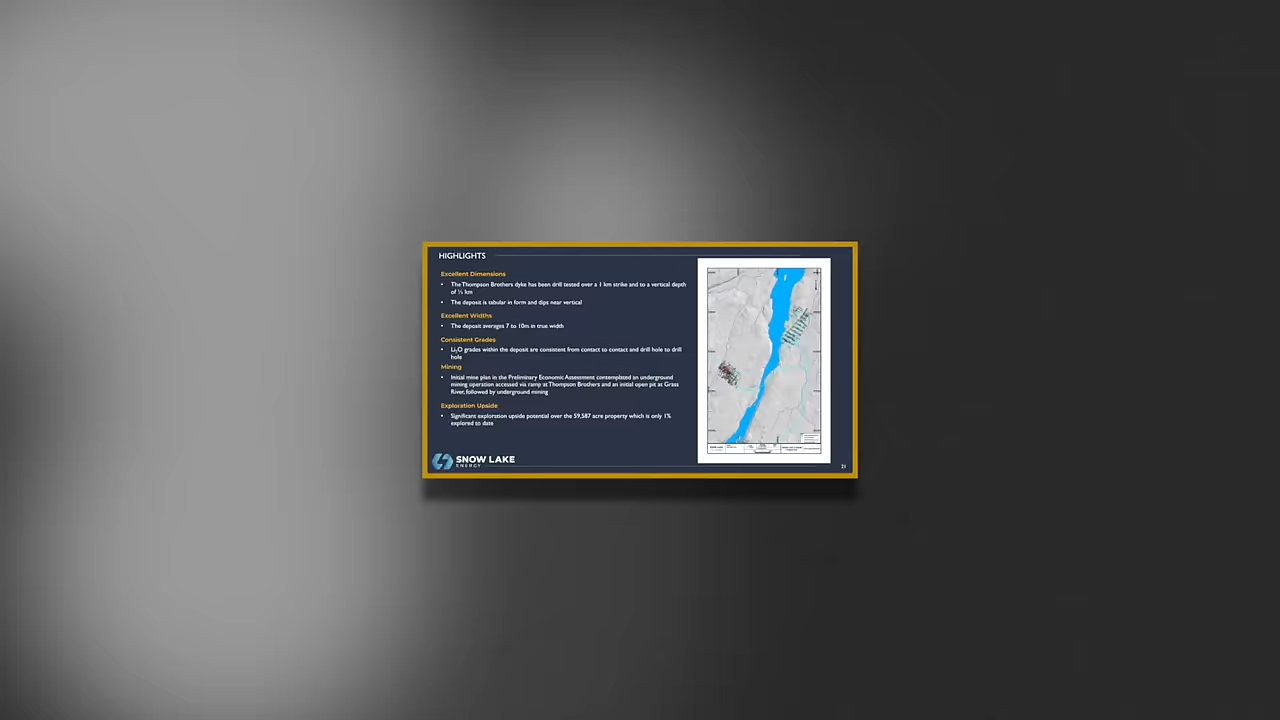 HIGHLIGHTS
Excellent Dimensions
• The Thompson Brothers dyke has been drill tested over a 1 km strike and to a vertical depth
of ½ km
• The deposit is tabular in form and dips near vertical
Excellent Widths
• The deposit averages 7 to 10m in true width
Consistent Grades
• Li₂O grades within the deposit are consistent from contact to contact and drill hole to drill
hole
Mining
• Initial mine plan in the Preliminary Economic Assessment contemplated an underground
mining operation accessed via ramp at Thompson Brothers and an initial open pit at Grass
River, followed by underground mining
Exploration Upside
• Significant exploration upside potential over the 59,587 acre property which is only 1%
explored to date
SNOW LAKE
ENERGY
21